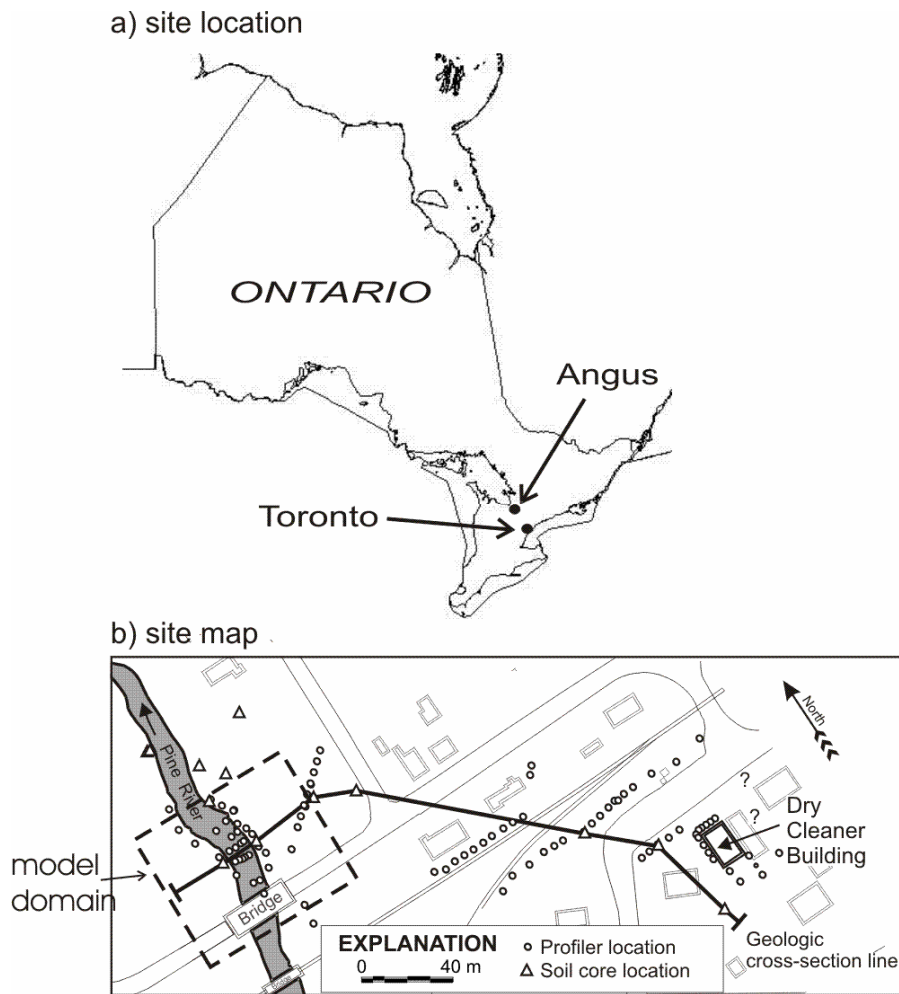 a) site location
ONTARIO
Angus
Toronto
b) site map
North
Pine River
?
?
Dry
Cleaner
Building
model
domain
Bridge
Geologic
cross-section line
EXPLANATION
0 40 m
Profiler location
Soil core location